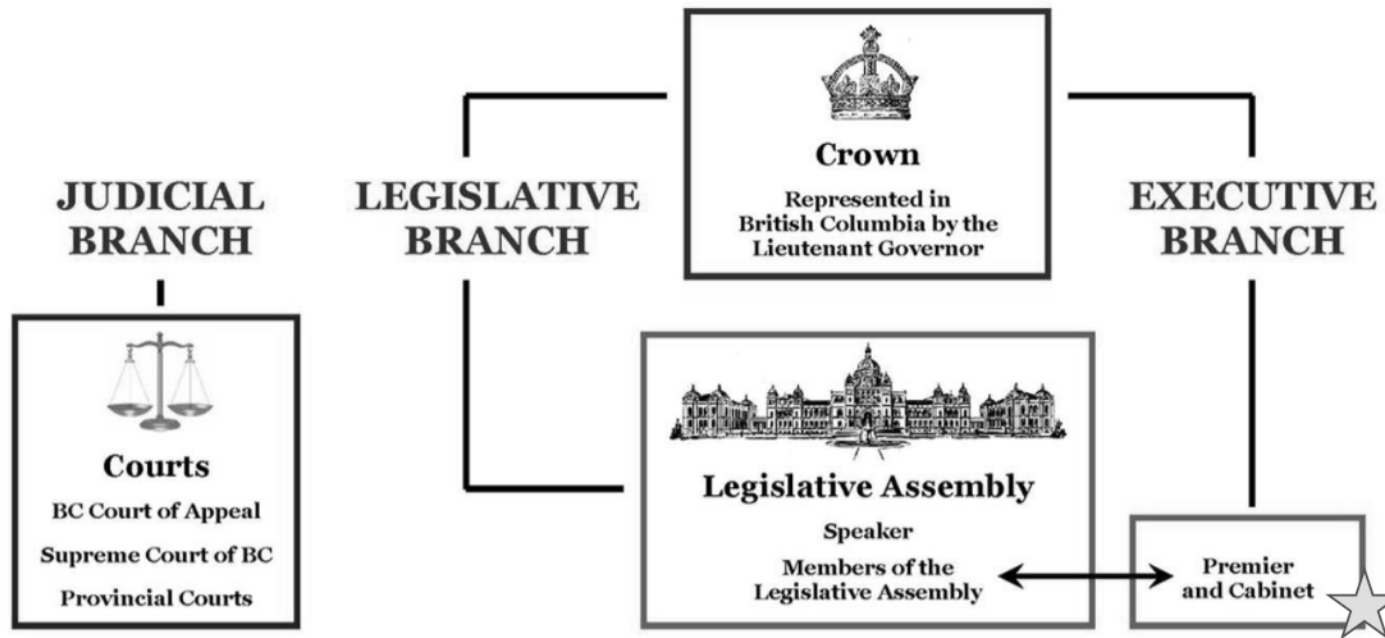 JUDICIAL
BRANCH
Courts
BC Court of Appeal
Supreme Court of BC
Provincial Courts
LEGISLATIVE
BRANCH
Crown
Represented in
British Columbia by the
Lieutenant Governor
Legislative Assembly
Speaker
Members of the
Legislative Assembly
EXECUTIVE
BRANCH
Premier
and Cabinet